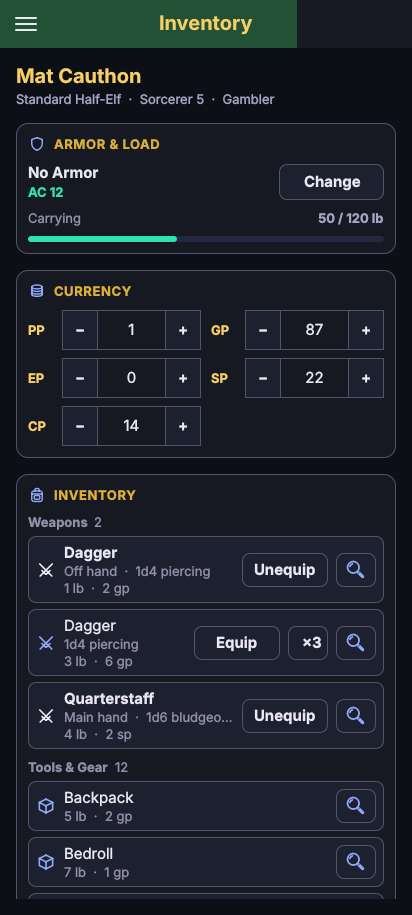 Inventory
Mat Cauthon
Standard Half-Elf · Sorcerer 5 · Gambler
ARMOR & LOAD
No Armor
AC 12
Change
Carrying 50 / 120 lb
CURRENCY
PP − 1 + GP − 87 +
EP − 0 + SP − 22 +
CP − 14 +
INVENTORY
Weapons 2
Dagger
Off hand · 1d4 piercing
1 lb · 2 gp
Unequip
Dagger
1d4 piercing
3 lb · 6 gp
Equip ×3
Quarterstaff
Main hand · 1d6 bludgeo...
4 lb · 2 sp
Unequip
Tools & Gear 12
Backpack
5 lb · 2 gp
Bedroll
7 lb · 1 gp